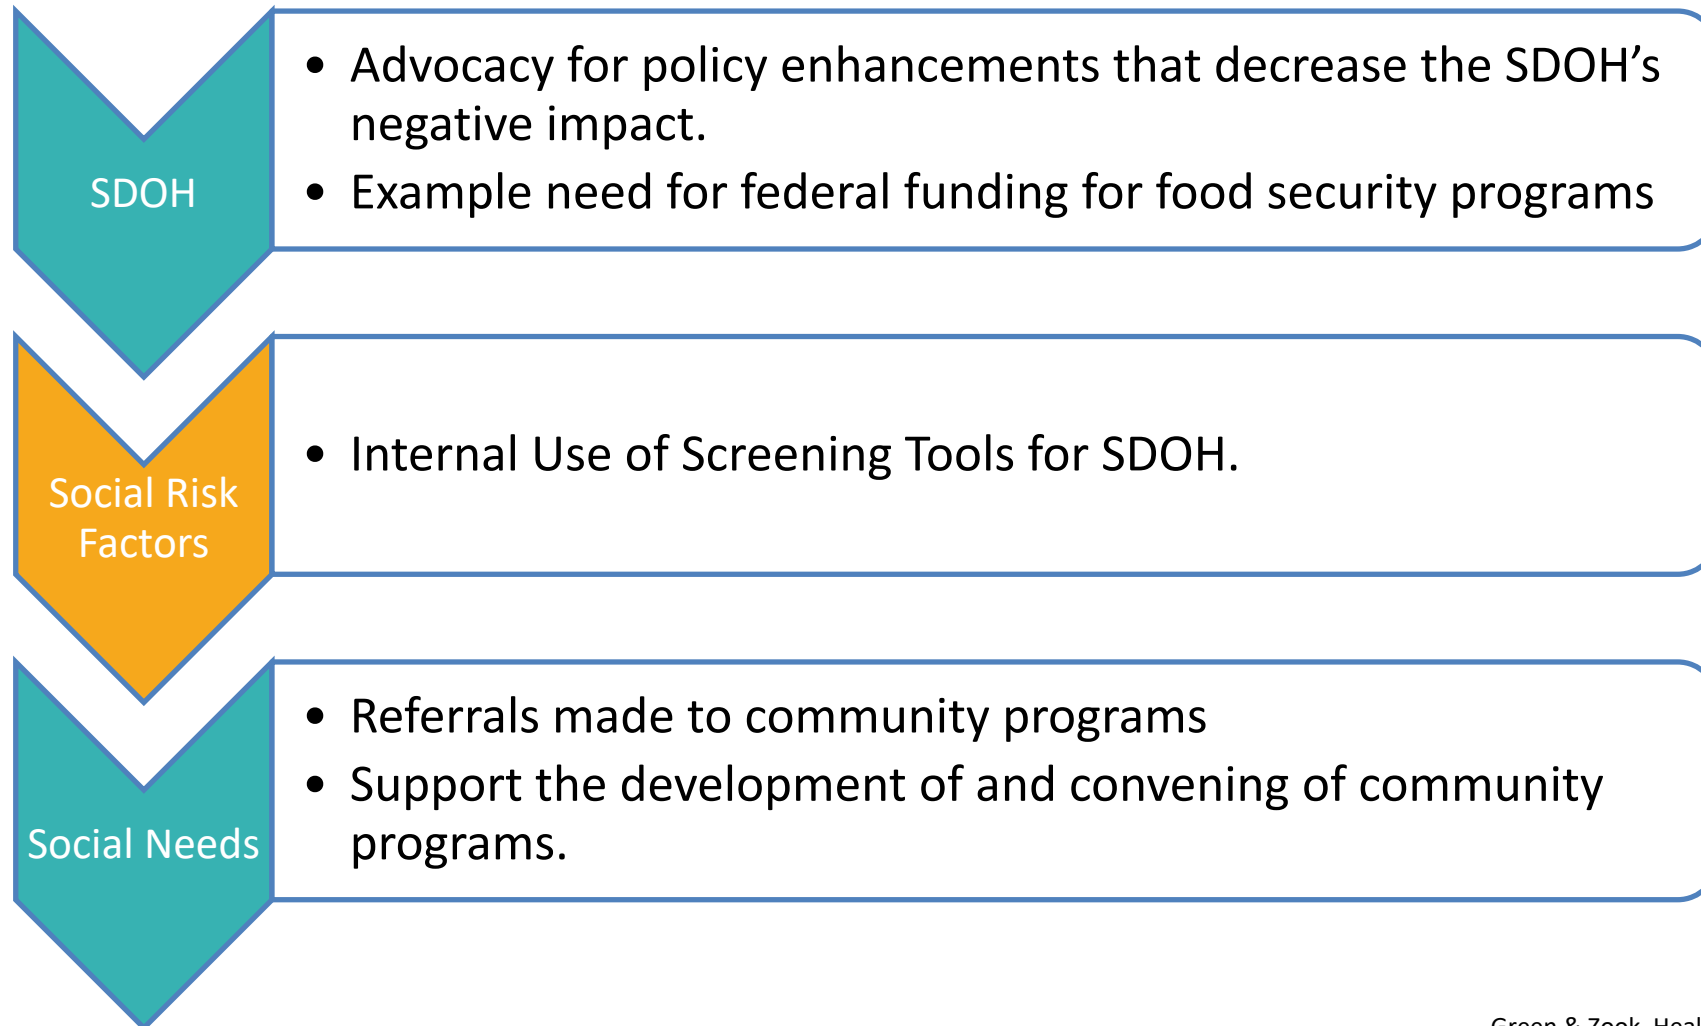 SDOH
• Advocacy for policy enhancements that decrease the SDOH’s
negative impact.
• Example need for federal funding for food security programs
Social Risk
Factors
• Internal Use of Screening Tools for SDOH.
Social Needs
• Referrals made to community programs
• Support the development of and convening of community
programs.
Green & Zook,